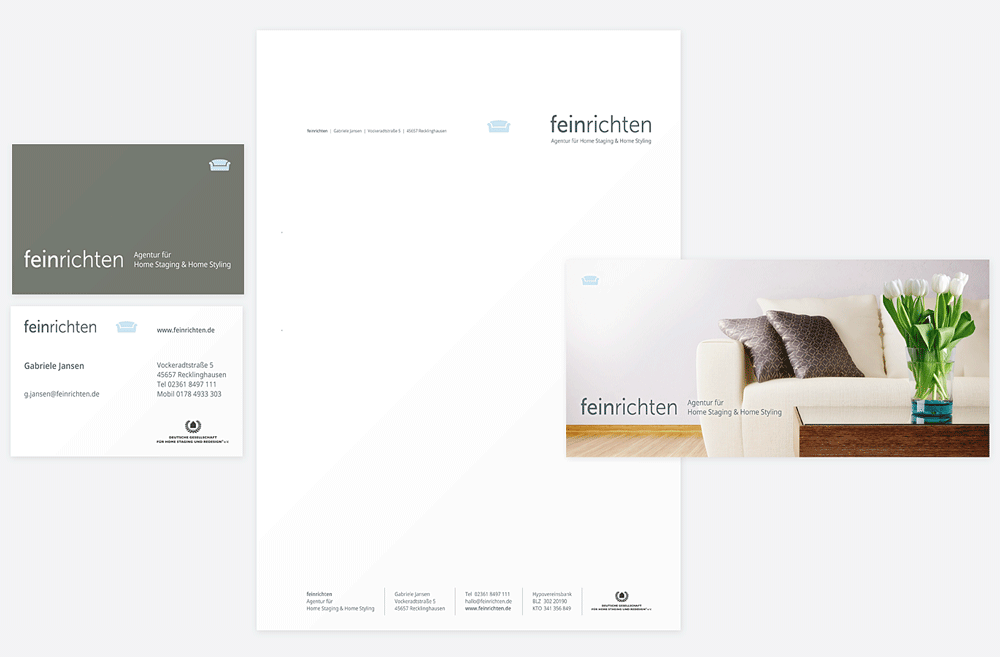 feinrichten
Agentur für
Home Staging & Home Styling
feinrichten
www.feinrichten.de
Gabriele Jansen
g.jansen@feinrichten.de
Vockeradtstraße 5
45657 Recklinghausen
Tel 02361 8497 111
Mobil 0178 4933 303
DEUTSCHE GESELLSCHAFT
FÜR HOME STAGING UND REDESIGN e.V.
feinrichten | Gabriele Jansen | Vockeradtstraße 5 | 45657 Recklinghausen
feinrichten
Agentur für Home Staging & Home Styling
feinrichten
Agentur für
Home Staging & Home Styling
Gabriele Jansen
Vockeradtstraße 5
45657 Recklinghausen
Tel 02361 8497 111
hallo@feinrichten.de
www.feinrichten.de
Hypovereinsbank
BLZ 302 20190
KTO 341 356 849
DEUTSCHE GESELLSCHAFT
FÜR HOME STAGING UND REDESIGN e.V.
feinrichten
Agentur für
Home Staging & Home Styling